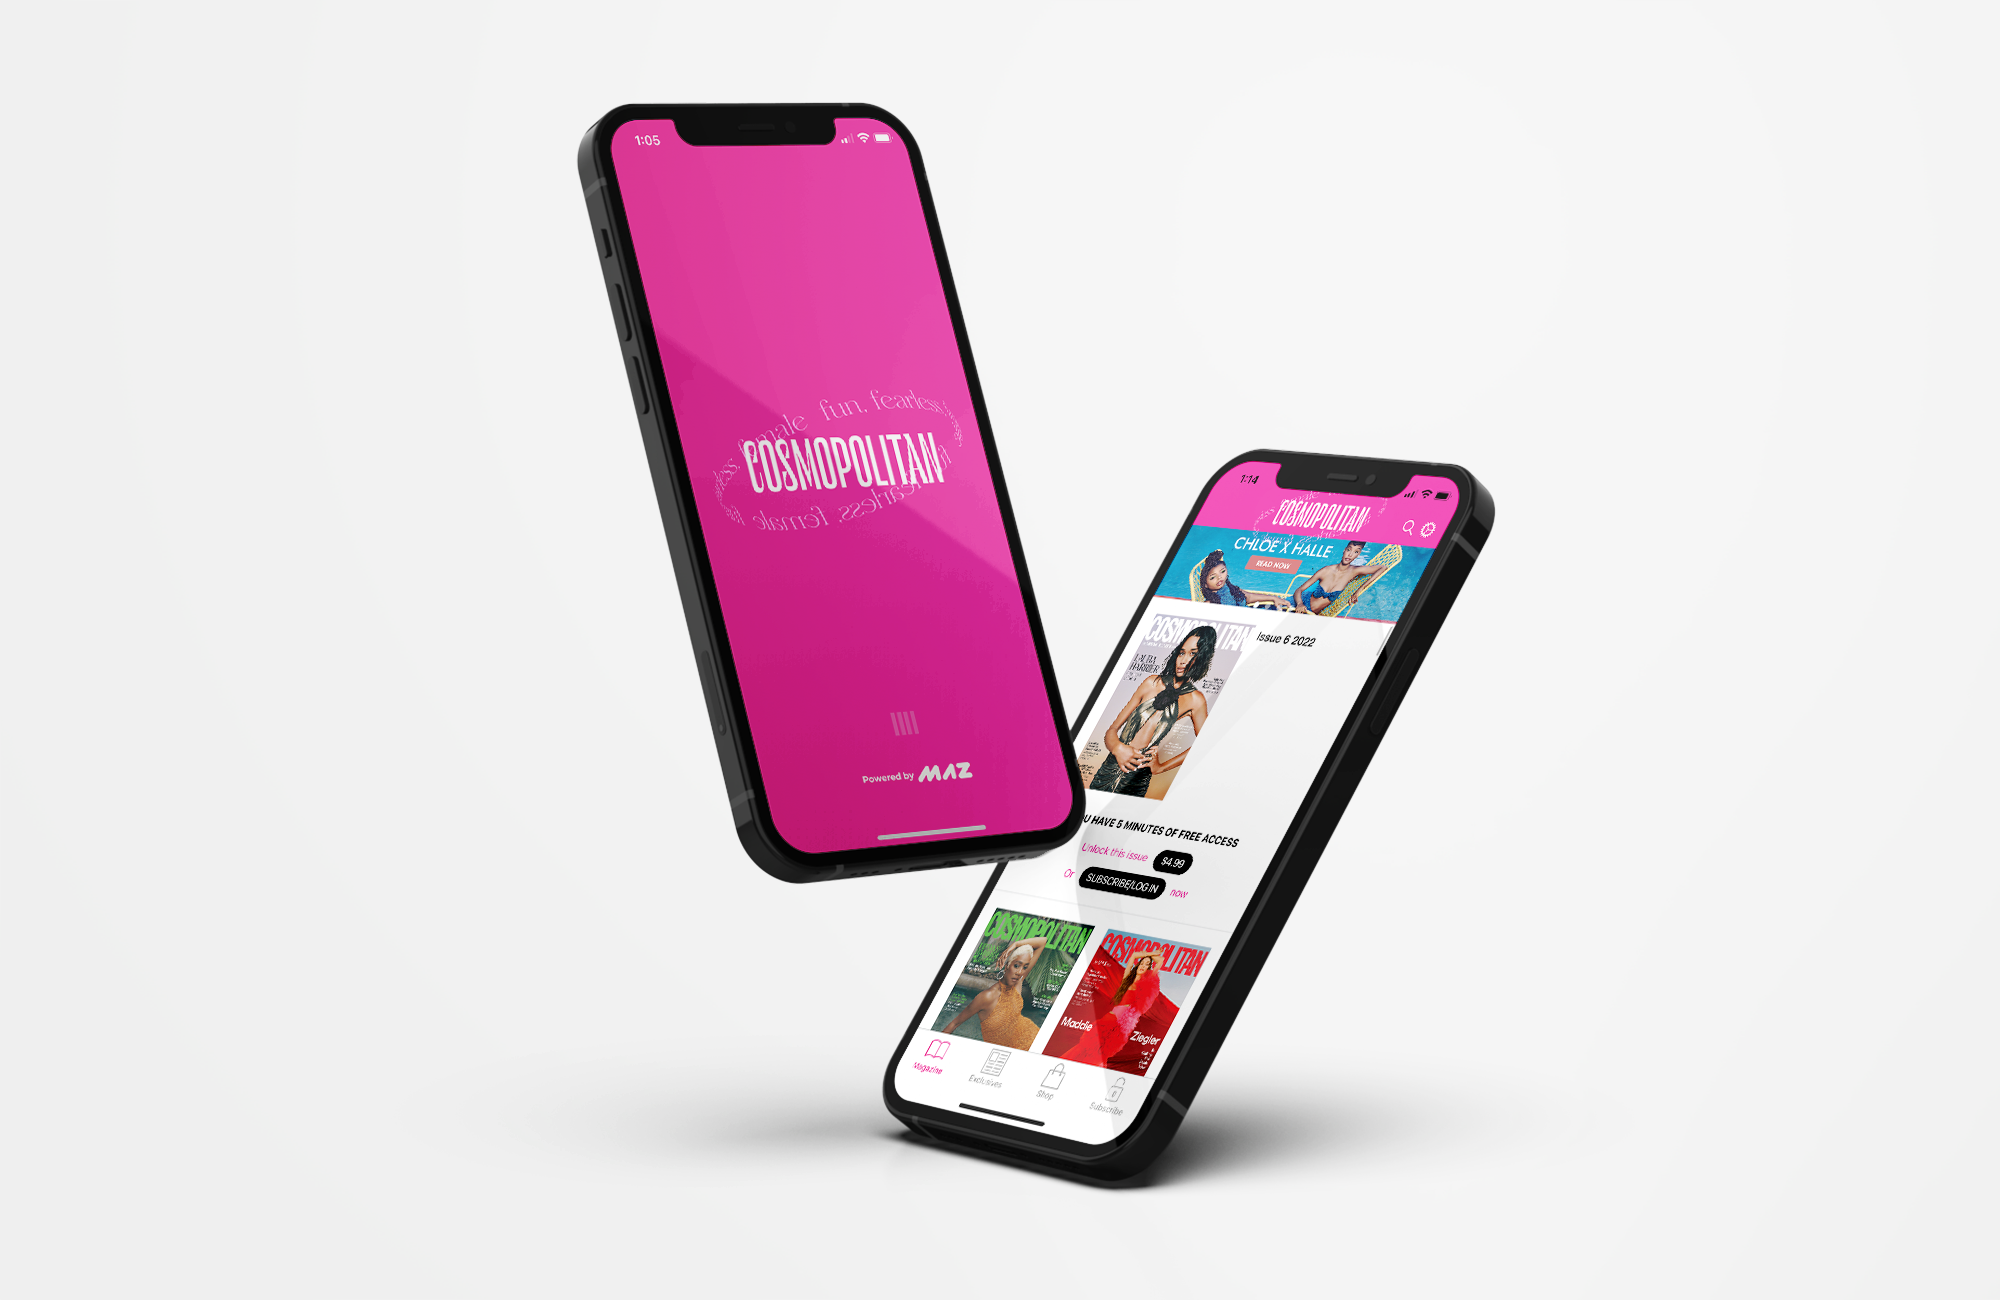 1:05
female fun, fearless,
COSMOPOLITAN
fearless, female
Powered by MAZ
1:14
COSMOPOLITAN
CHLOE X HALLE
READ NOW
COSMOPOLITAN
Issue 6 2022
LAURA
HARRIER
U HAVE 5 MINUTES OF FREE ACCESS
Unlock this issue $4.99
Or SUBSCRIBE/LOG IN now
COSMOPOLITAN
COSMOPOLITAN
Maddie
Ziegler
Magazine
Exclusives
Shop
Subscribe